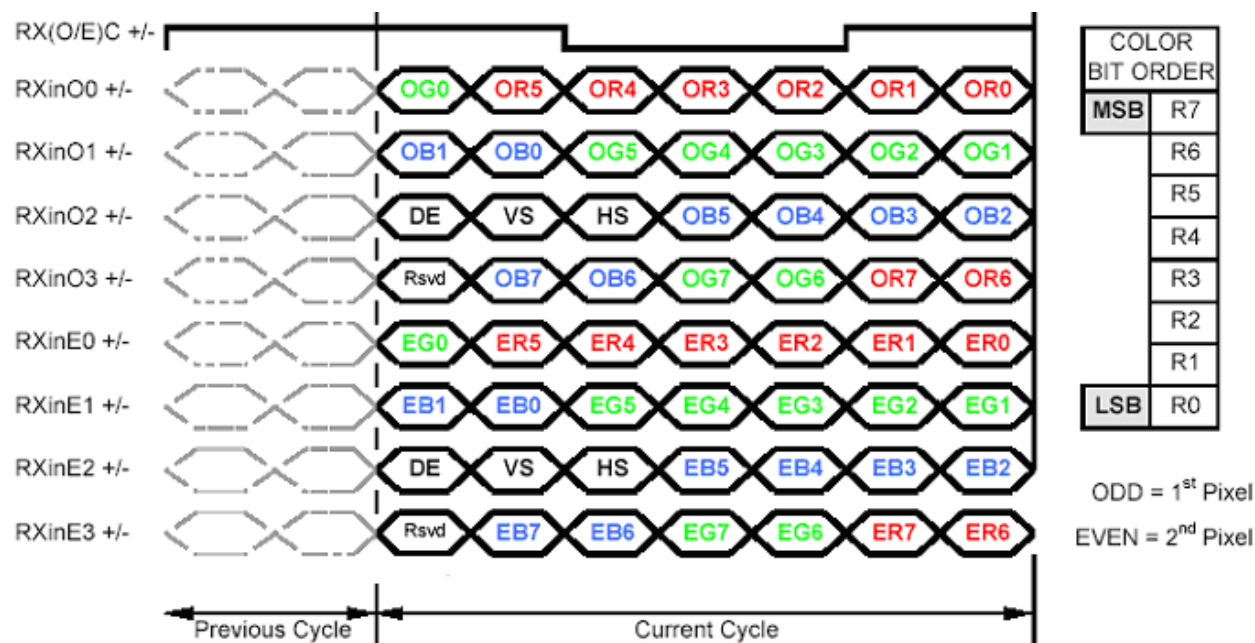 RX(O/E)C +/-
RXinO0 +/- OG0 OR5 OR4 OR3 OR2 OR1 OR0
RXinO1 +/- OB1 OB0 OG5 OG4 OG3 OG2 OG1
RXinO2 +/- DE VS HS OB5 OB4 OB3 OB2
RXinO3 +/- Rsvd OB7 OB6 OG7 OG6 OR7 OR6
RXinE0 +/- EG0 ER5 ER4 ER3 ER2 ER1 ER0
RXinE1 +/- EB1 EB0 EG5 EG4 EG3 EG2 EG1
RXinE2 +/- DE VS HS EB5 EB4 EB3 EB2
RXinE3 +/- Rsvd EB7 EB6 EG7 EG6 ER7 ER6
Previous Cycle Current Cycle
COLOR
BIT ORDER
MSB R7
R6
R5
R4
R3
R2
R1
LSB R0
ODD = 1st Pixel
EVEN = 2nd Pixel